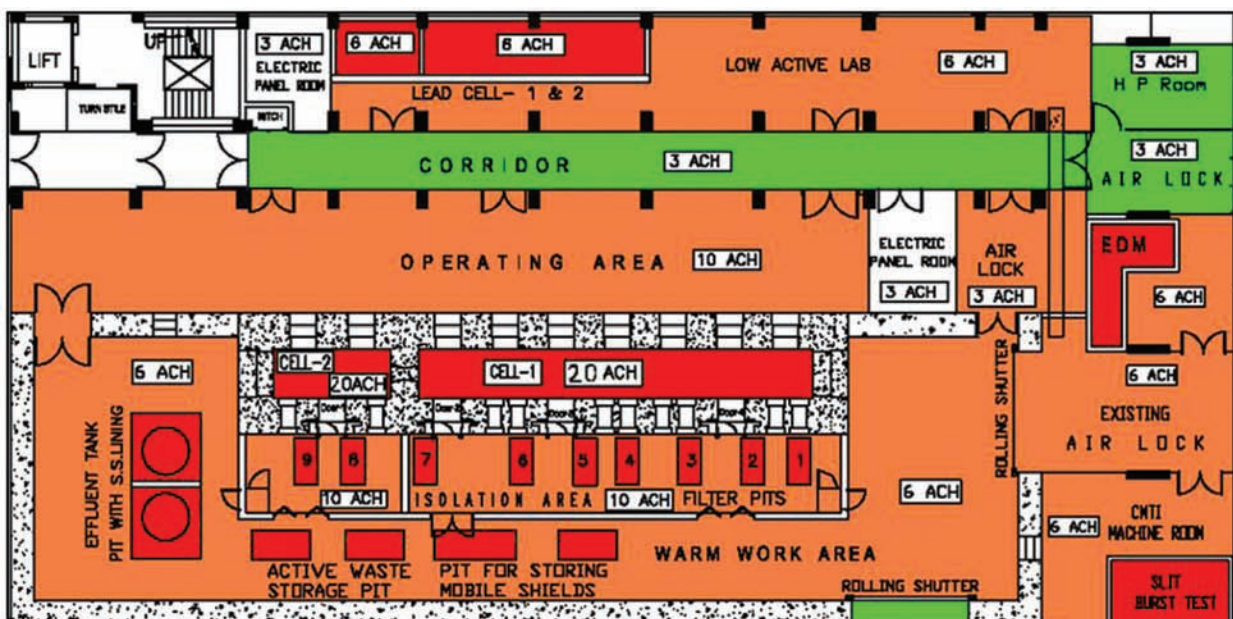 LIFT
UP
TURN STILE
3 ACH
ELECTRIC
PANEL ROOM
6 ACH
6 ACH
LEAD CELL- 1 & 2
LOW ACTIVE LAB
6 ACH
3 ACH
H P Room
CORRIDOR
3 ACH
3 ACH
AIR LOCK
OPERATING AREA
10 ACH
ELECTRIC
PANEL ROOM
3 ACH
AIR
LOCK
3 ACH
EDM
6 ACH
6 ACH
EFFLUENT TANK
PIT WITH S.S.LINING
CELL-2
20ACH
CELL-1
20 ACH
ROLLING SHUTTER
6 ACH
EXISTING
AIR LOCK
9
8
7
6
5
4
3
2
1
10 ACH
ISOLATION AREA
10 ACH
FILTER PITS
6 ACH
6 ACH
CMTI
MACHINE ROOM
ACTIVE WASTE
STORAGE PIT
PIT FOR STORING
MOBILE SHIELDS
WARM WORK AREA
ROLLING SHUTTER
SLIT
BURST TEST